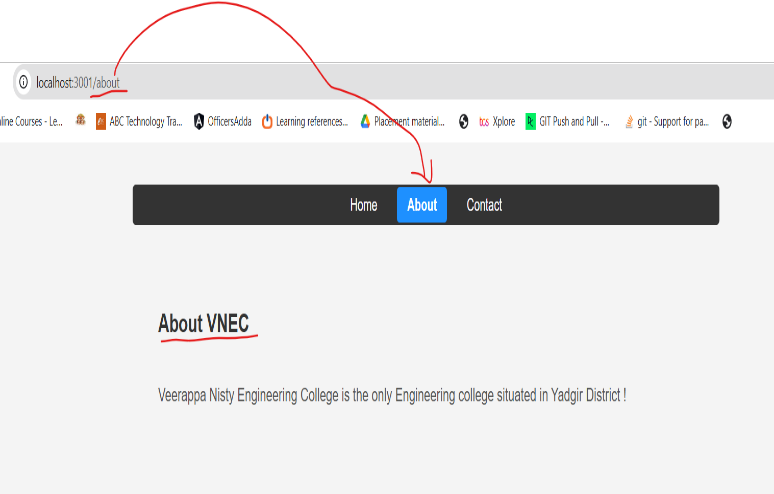 localhost:3001/about
line Courses - Le...
ABC Technology Tra...
OfficersAdda
Learning references...
Placement material...
tcs Xplore
GIT Push and Pull -...
git - Support for pa...
Home About Contact
About VNEC
Veerappa Nisty Engineering College is the only Engineering college situated in Yadgir District !